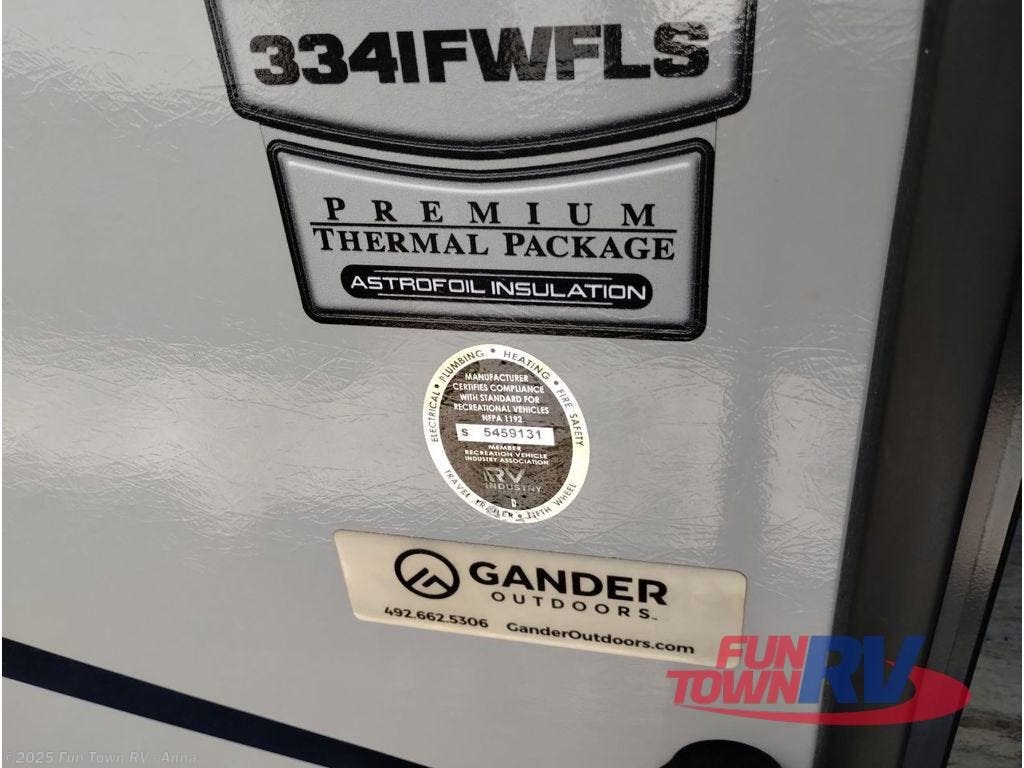 334IFWFLS
PREMIUM
THERMAL PACKAGE
ASTROFOIL INSULATION
ELECTRICAL • PLUMBING • HEATING • FIRE SAFETY
MANUFACTURER
CERTIFIES COMPLIANCE
WITH STANDARD FOR
RECREATIONAL VEHICLES
NFPA 1192
S 5459131
MEMBER
RECREATION VEHICLE
INDUSTRY ASSOCIATION
RV
INDUSTRY
TRAVEL TRAILER • FIFTH WHEEL
GANDER
OUTDOORS
492.662.5306 GanderOutdoors.com
FUN
TOWN RV
©2025 Fun Town RV - Anna